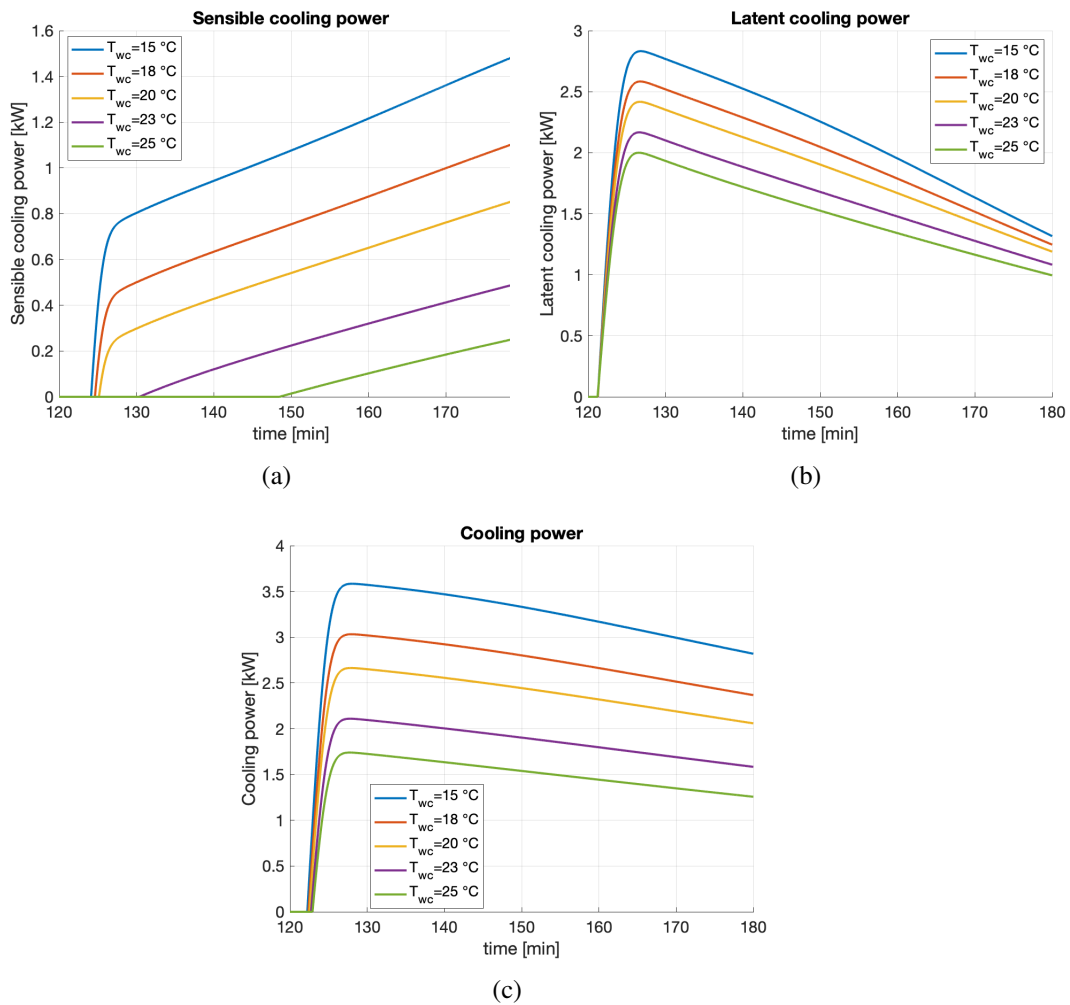 Sensible cooling power
Sensible cooling power [kW]
1.6
1.4
1.2
1
0.8
0.6
0.4
0.2
0
T_wc=15 °C
T_wc=18 °C
T_wc=20 °C
T_wc=23 °C
T_wc=25 °C
120 130 140 150 160 170
time [min]
(a)
Latent cooling power
Latent cooling power [kW]
3
2.5
2
1.5
1
0.5
0
T_wc=15 °C
T_wc=18 °C
T_wc=20 °C
T_wc=23 °C
T_wc=25 °C
120 130 140 150 160 170 180
time [min]
(b)
Cooling power
Cooling power [kW]
4
3.5
3
2.5
2
1.5
1
0.5
0
T_wc=15 °C
T_wc=18 °C
T_wc=20 °C
T_wc=23 °C
T_wc=25 °C
120 130 140 150 160 170 180
time [min]
(c)